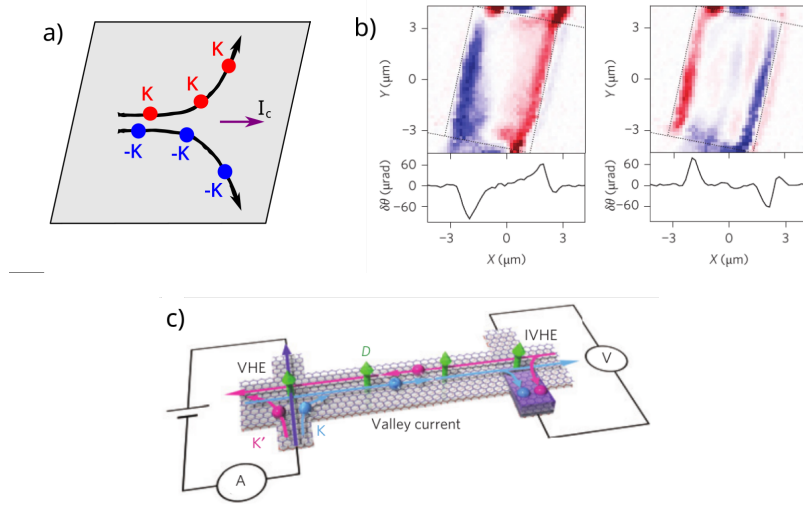 a)
K
K
K
I_c
-K
-K
-K
b)
Y (μm)
3
0
−3
δθ (μrad)
60
0
−60
−3 0 3
X (μm)
Y (μm)
3
0
−3
δθ (μrad)
60
0
−60
−3 0 3
X (μm)
c)
VHE
D
IVHE
V
K′
K
Valley current
A